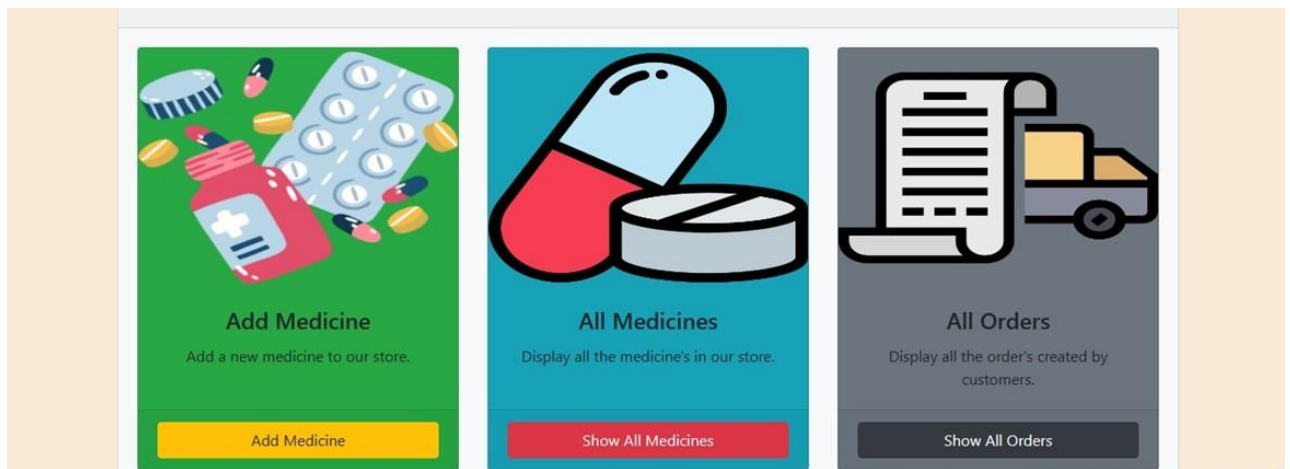 Add Medicine
Add a new medicine to our store.
Add Medicine
All Medicines
Display all the medicine's in our store.
Show All Medicines
All Orders
Display all the order's created by
customers.
Show All Orders